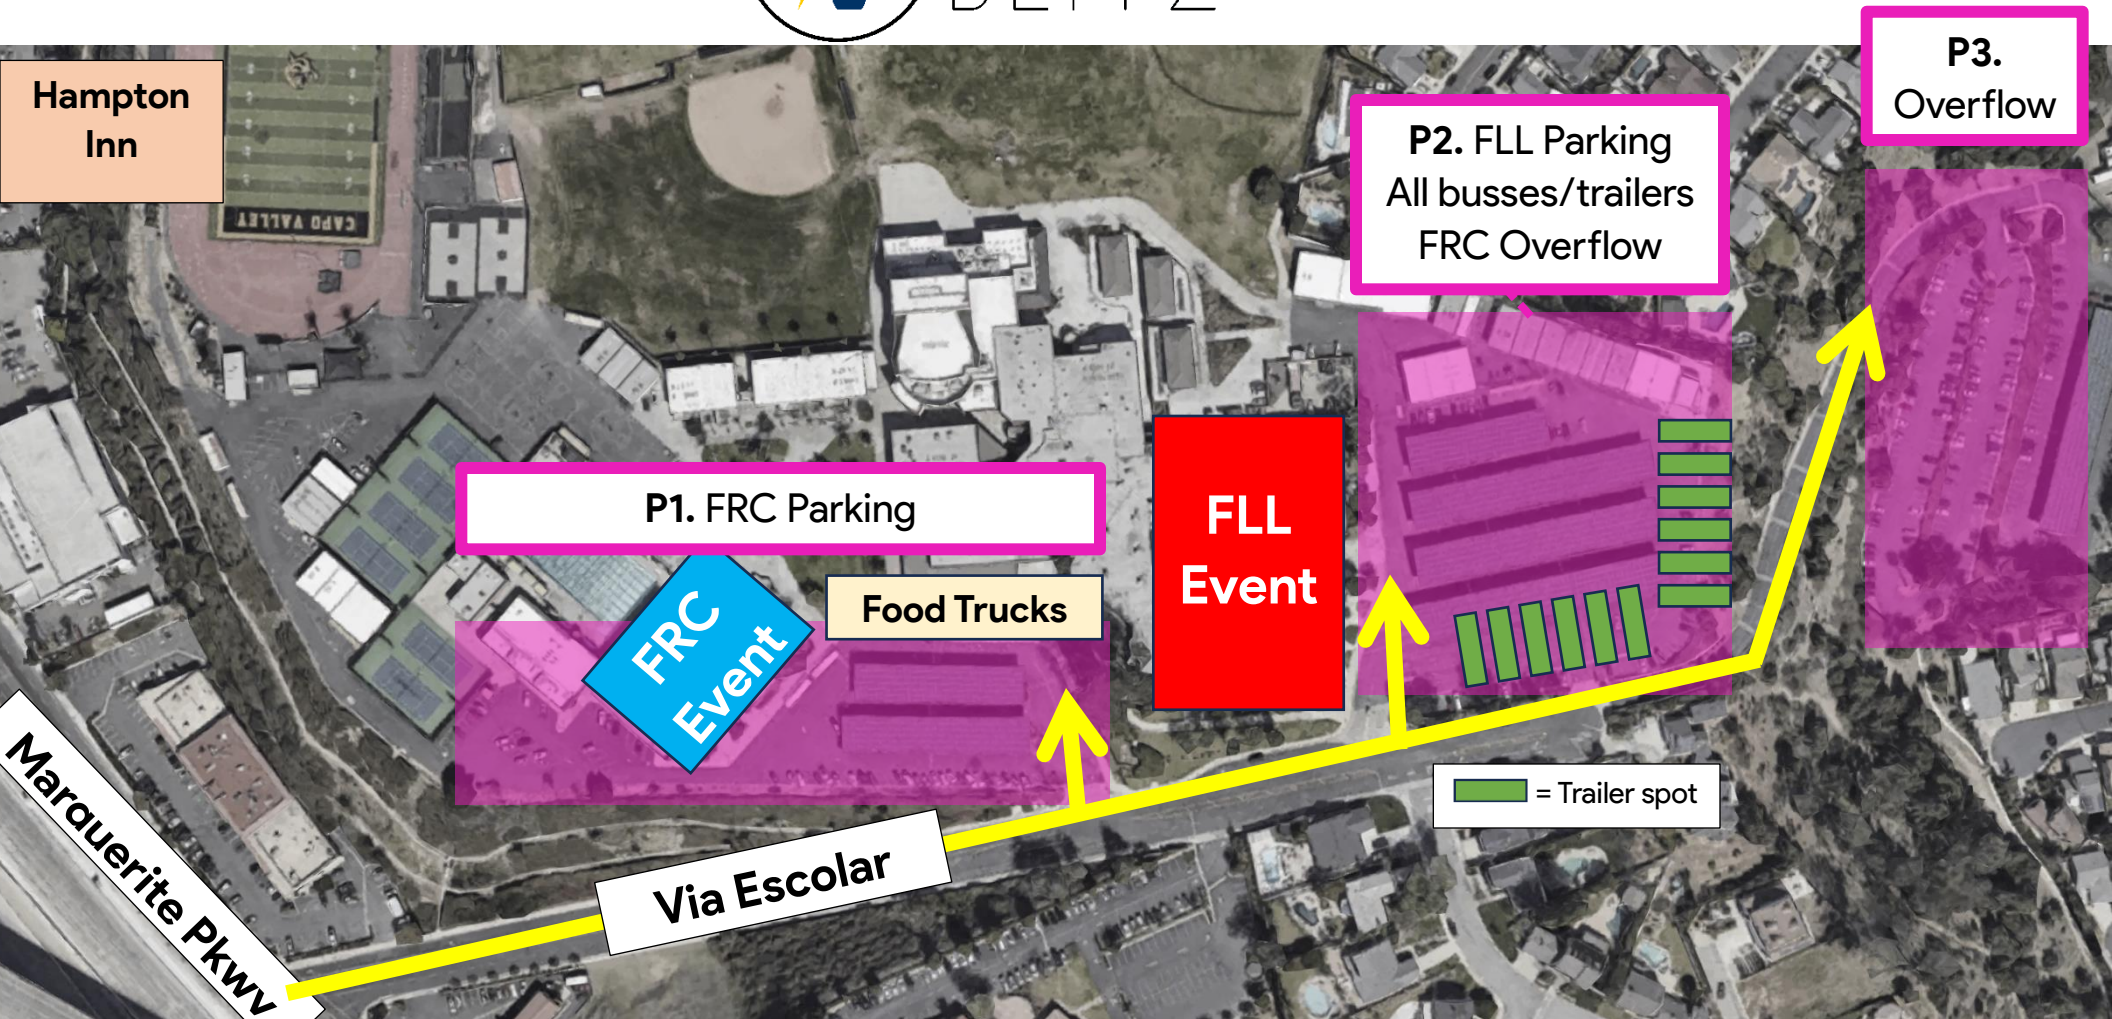 P3.
Overflow
Hampton
Inn
P2. FLL Parking
All busses/trailers
FRC Overflow
CAPO VALLEY
P1. FRC Parking
FLL
Event
FRC
Event
Food Trucks
= Trailer spot
Via Escolar
Marquerite Pkwy